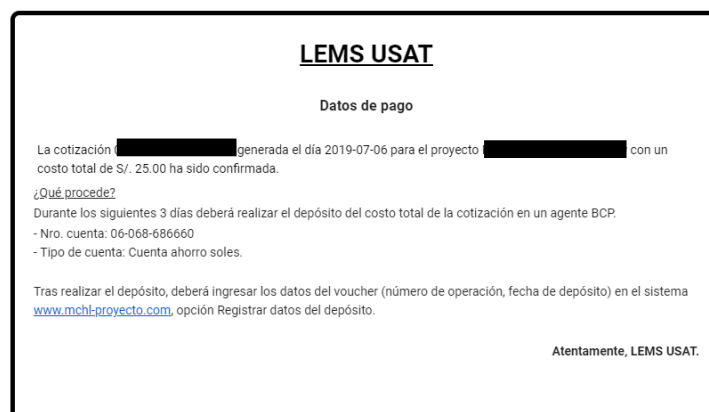 LEMS USAT
Datos de pago
La cotización generada el día 2019-07-06 para el proyecto con un
costo total de S/. 25.00 ha sido confirmada.
¿Qué procede?
Durante los siguientes 3 días deberá realizar el depósito del costo total de la cotización en un agente BCP.
- Nro. cuenta: 06-068-686660
- Tipo de cuenta: Cuenta ahorro soles.
Tras realizar el depósito, deberá ingresar los datos del voucher (número de operación, fecha de depósito) en el sistema
www.mchl-proyecto.com, opción Registrar datos del depósito.
Atentamente, LEMS USAT.